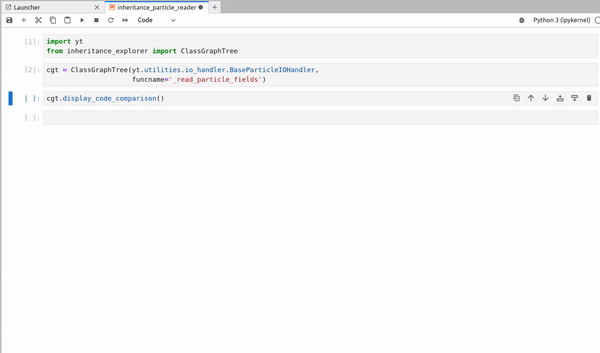 Launcher
inheritance_particle_reader
Code
Python 3 (ipykernel)
[1]:
import yt
from inheritance_explorer import ClassGraphTree
[2]:
cgt = ClassGraphTree(yt.utilities.io_handler.BaseParticleIOHandler,
funcname='_read_particle_fields')
[ ]:
cgt.display_code_comparison()
[ ]: